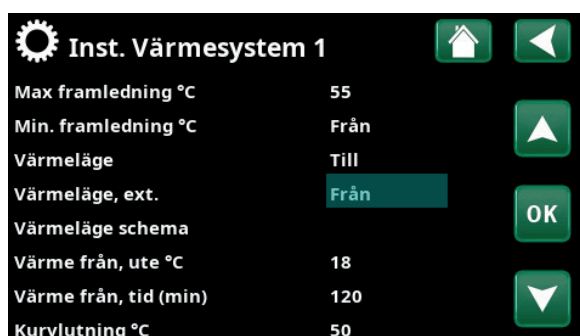 Inst. Värmesystem 1
Max framledning °C 55
Min. framledning °C Från
Värmeläge Till
Värmeläge, ext. Från
OK
Värmeläge schema
Värme från, ute °C 18
Värme från, tid (min) 120
Kurvlutning °C 50